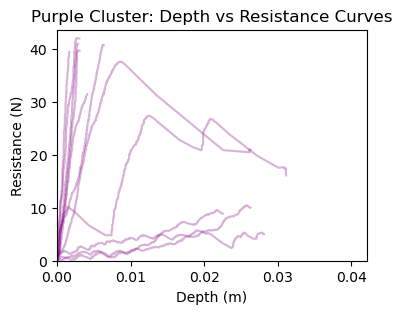 Purple Cluster: Depth vs Resistance Curves
Resistance (N)
40
30
20
10
0
0.00 0.01 0.02 0.03 0.04
Depth (m)